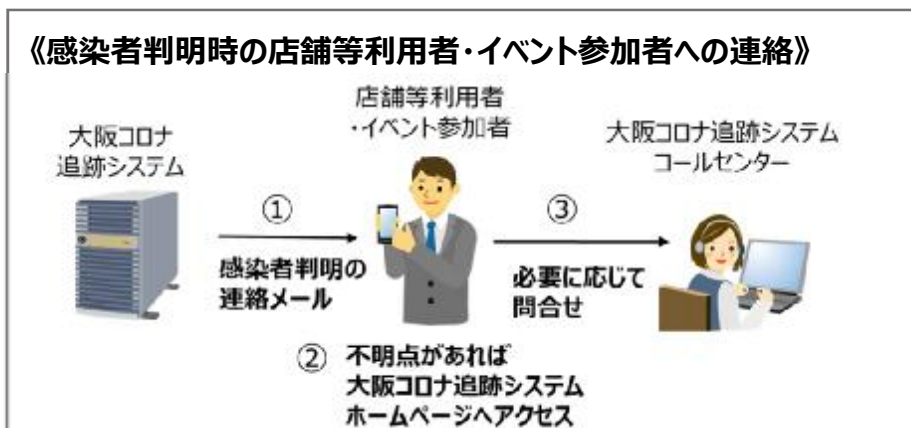 《感染者判明時の店舗等利用者・イベント参加者への連絡》
店舗等利用者
・イベント参加者
大阪コロナ
追跡システム
大阪コロナ追跡システム
コールセンター
①
感染者判明の
連絡メール
③
必要に応じて
問合せ
② 不明点があれば
大阪コロナ追跡システム
ホームページへアクセス